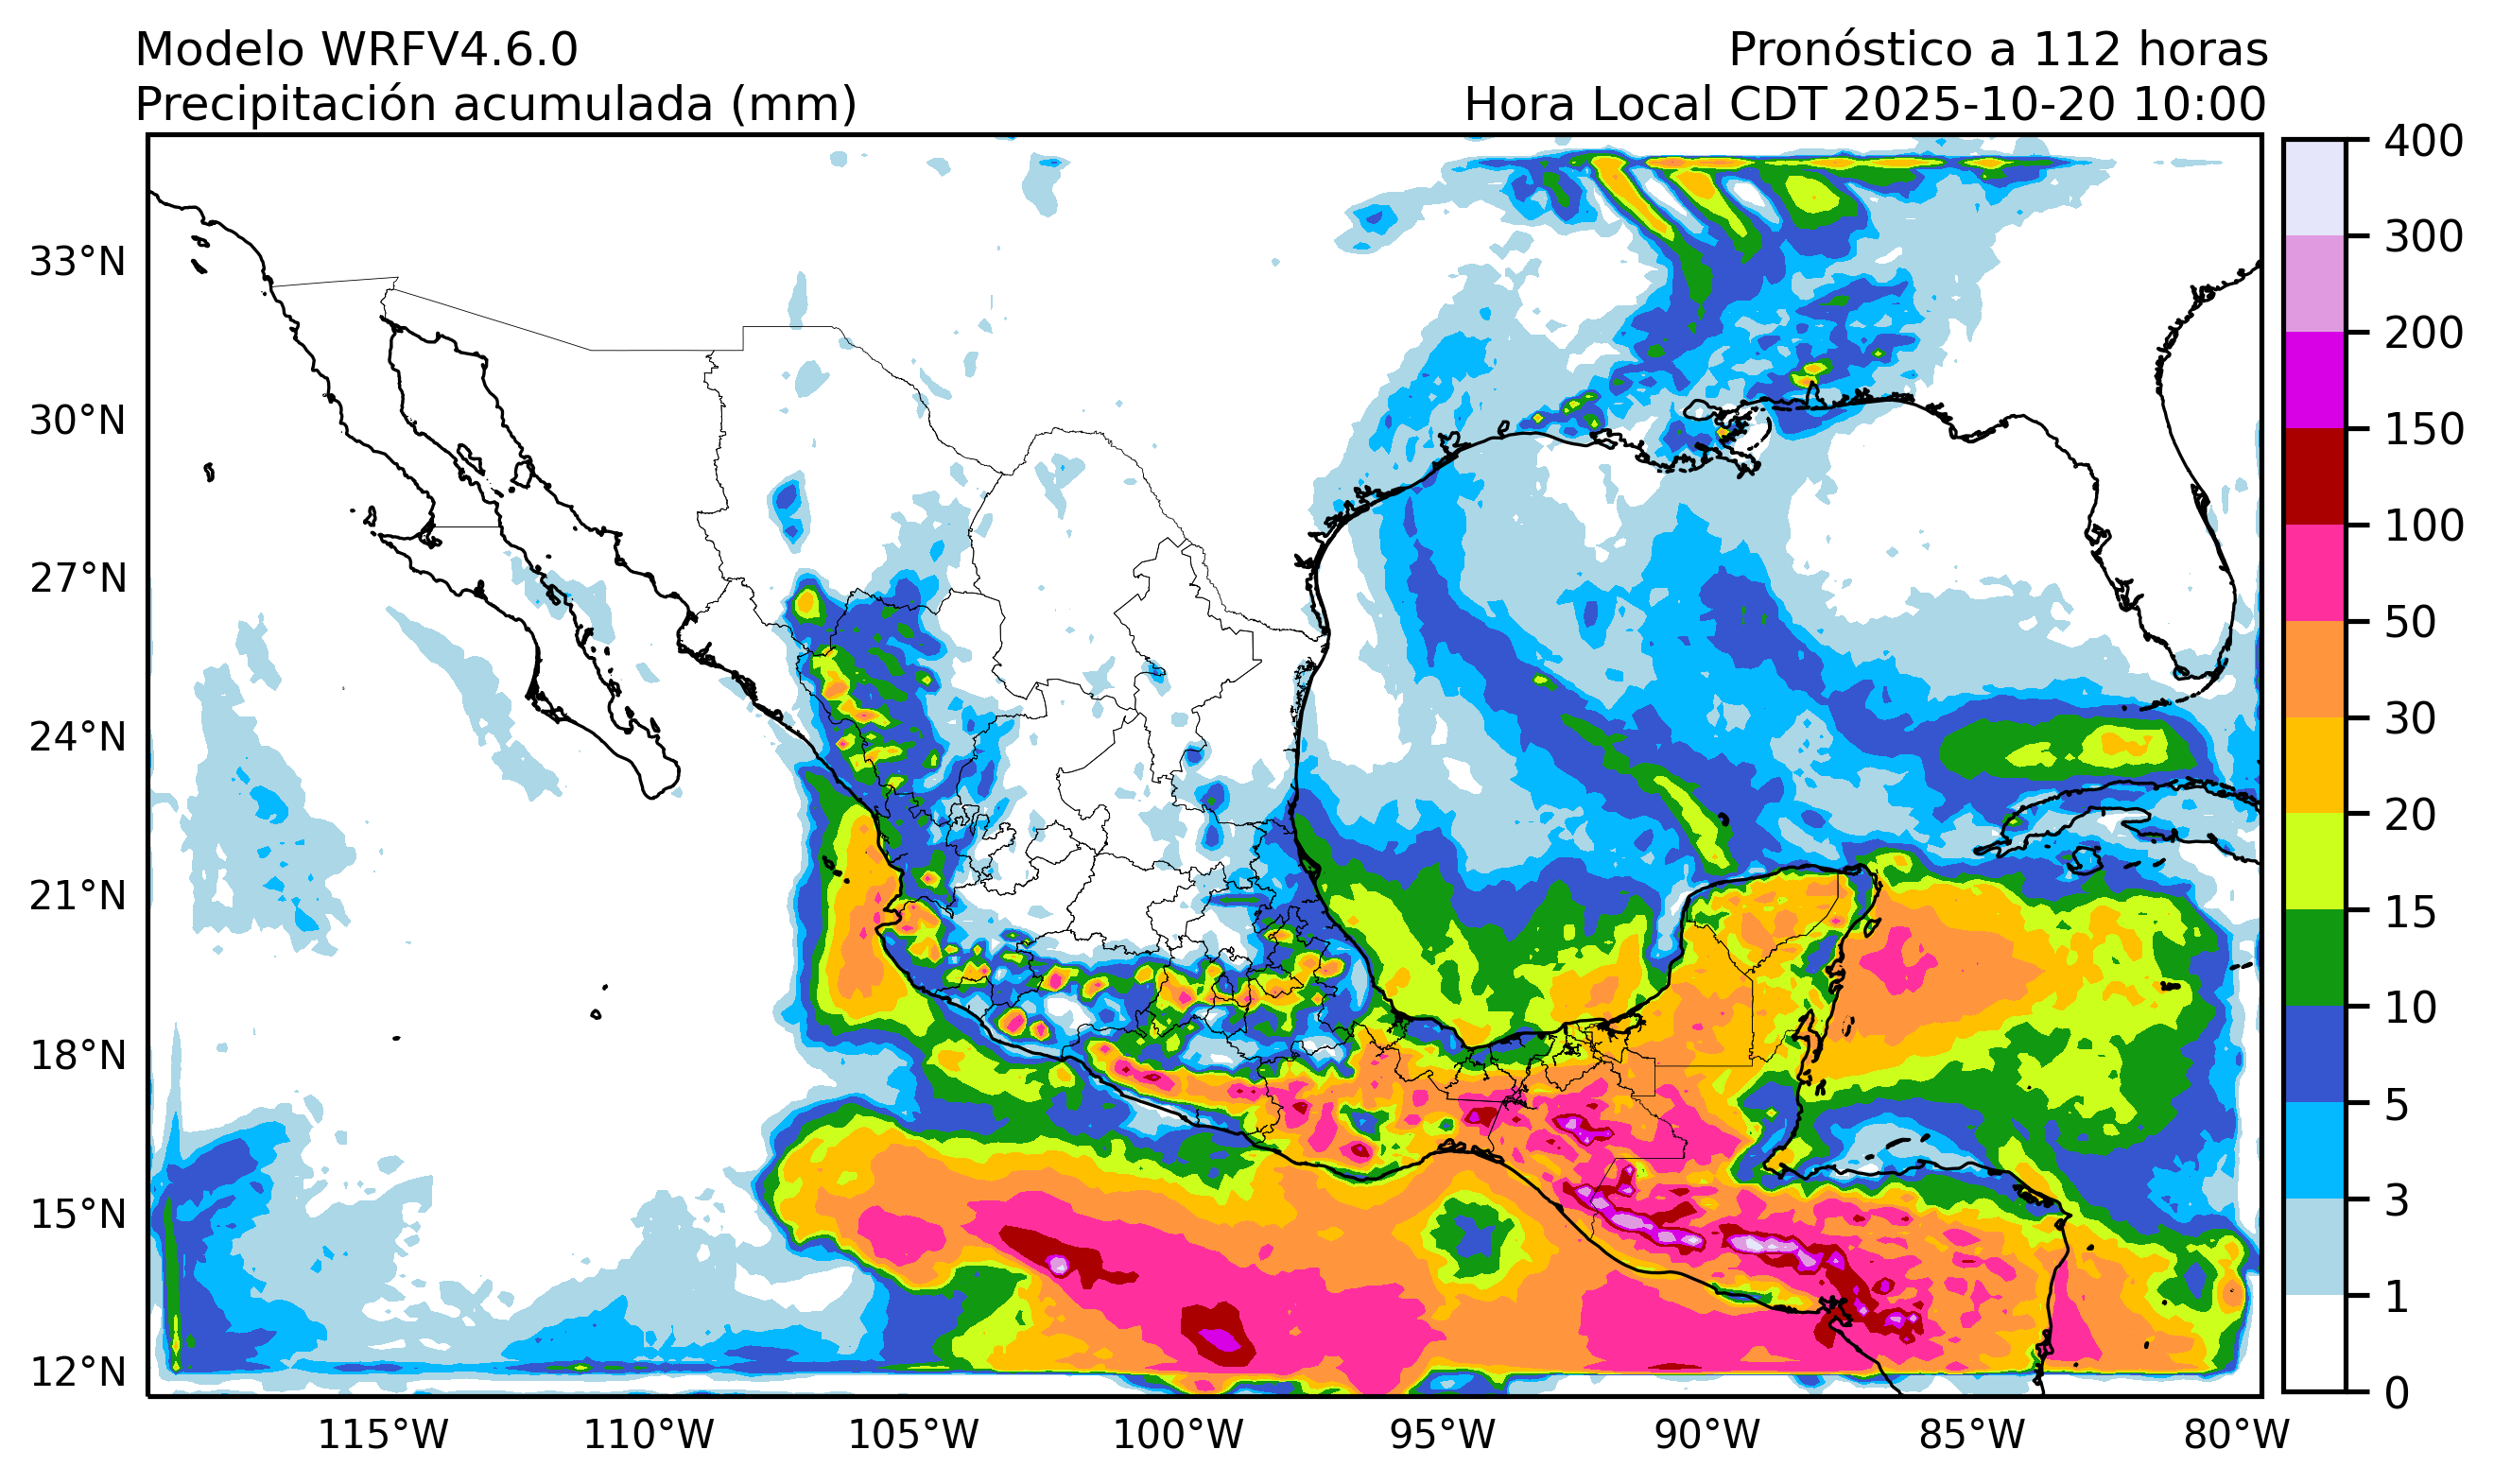 Modelo WRFV4.6.0
Pronóstico a 112 horas
Precipitación acumulada (mm)
Hora Local CDT 2025-10-20 10:00
33°N
30°N
27°N
24°N
21°N
18°N
15°N
12°N
115°W
110°W
105°W
100°W
95°W
90°W
85°W
80°W
400
300
200
150
100
50
30
20
15
10
5
3
1
0